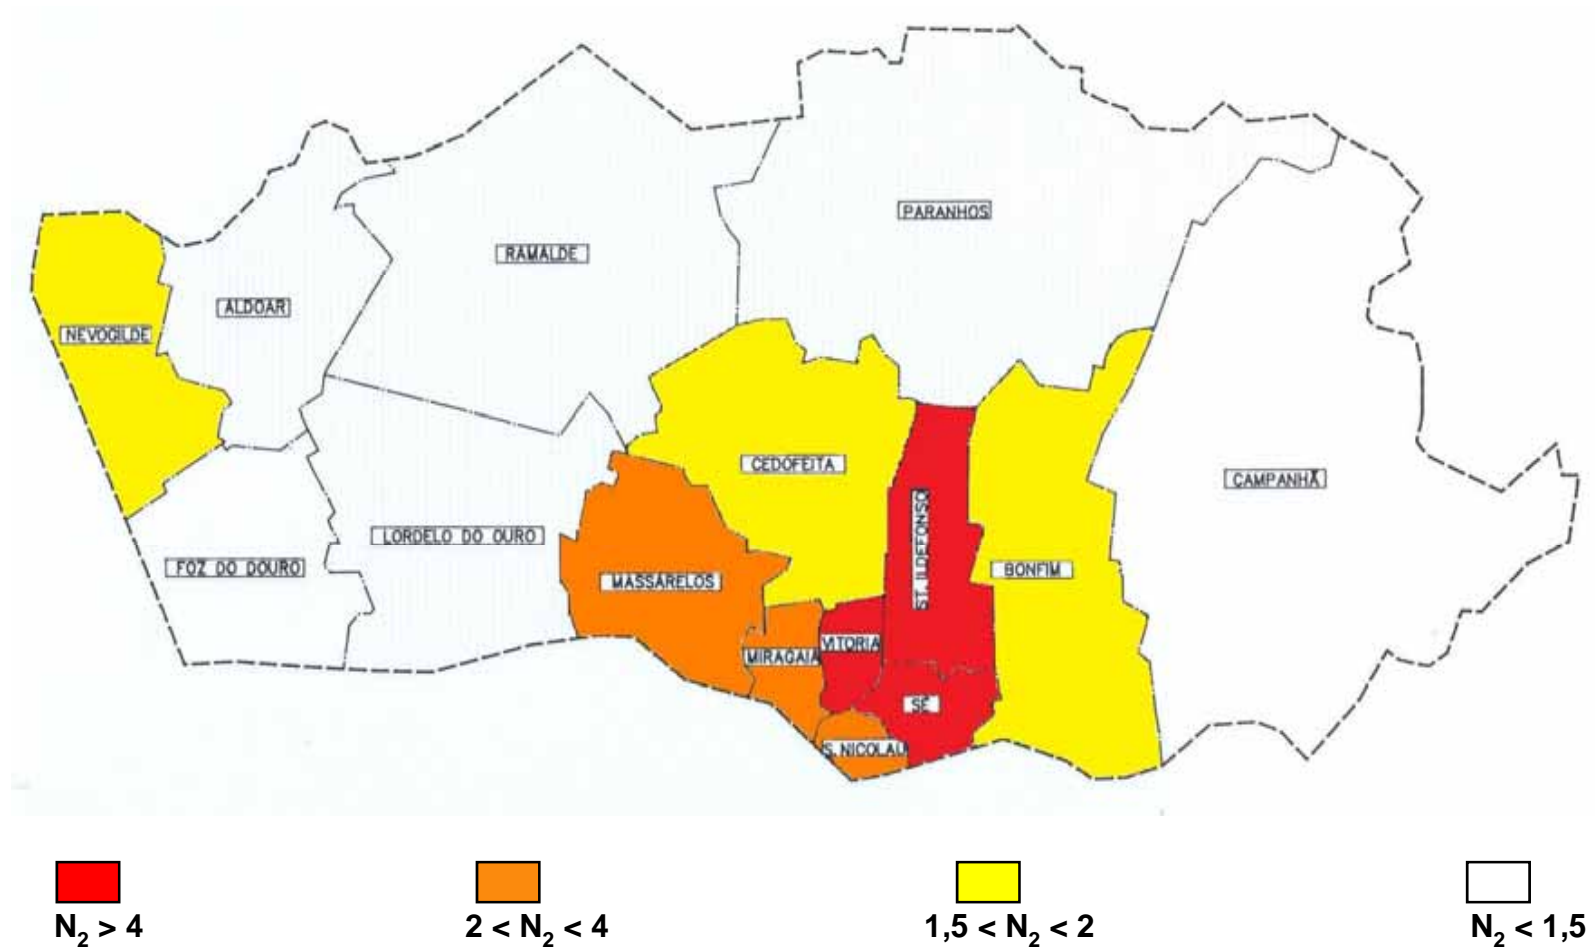 PARANHOS
RAMALDE
ALDOAR
NEVOGILDE
CEDOFEITA
CAMPANHÃ
ST. ILDEFONSO
LORDELO DO OURO
FOZ DO DOURO
MASSARELOS
BONFIM
VITORIA
MIRAGAIA
SÉ
S. NICOLAU
N₂ > 4
2 < N₂ < 4
1,5 < N₂ < 2
N₂ < 1,5